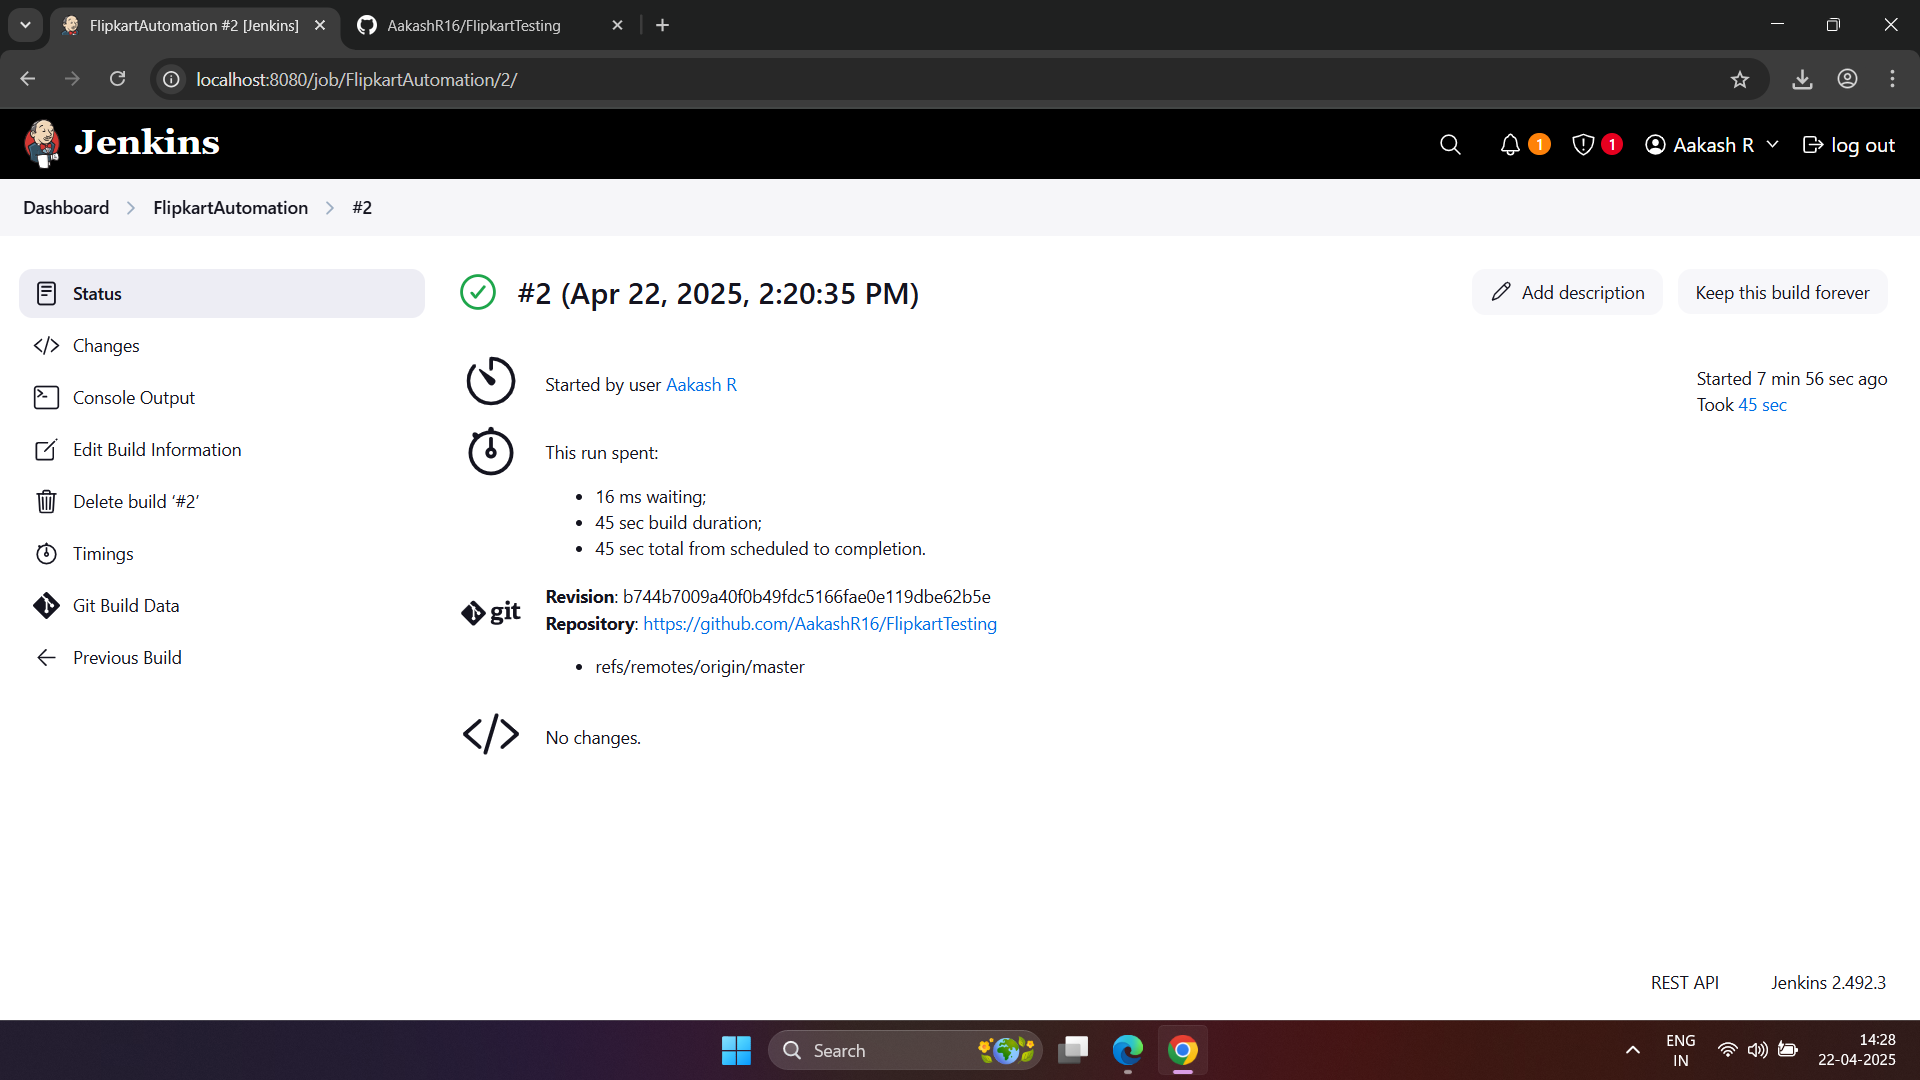 FlipkartAutomation #2 [Jenkins]
AakashR16/FlipkartTesting
localhost:8080/job/FlipkartAutomation/2/
Jenkins
1
1
Aakash R
log out
Dashboard
FlipkartAutomation
#2
Status
Changes
Console Output
Edit Build Information
Delete build ‘#2’
Timings
Git Build Data
Previous Build
#2 (Apr 22, 2025, 2:20:35 PM)
Add description
Keep this build forever
Started by user Aakash R
Started 7 min 56 sec ago
Took 45 sec
This run spent:
16 ms waiting;
45 sec build duration;
45 sec total from scheduled to completion.
git
Revision: b744b7009a40f0b49fdc5166fae0e119dbe62b5e
Repository: https://github.com/AakashR16/FlipkartTesting
refs/remotes/origin/master
No changes.
REST API
Jenkins 2.492.3
Search
ENG
IN
14:28
22-04-2025